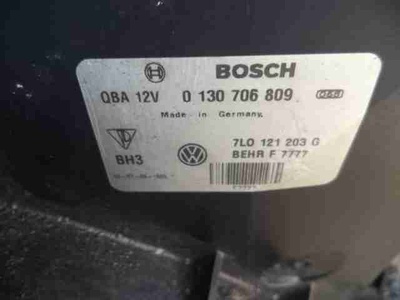 BOSCH
QBA 12V 0 130 706 809
Made in Germany
7L0 121 203 G
BH3
BEHR F 7777